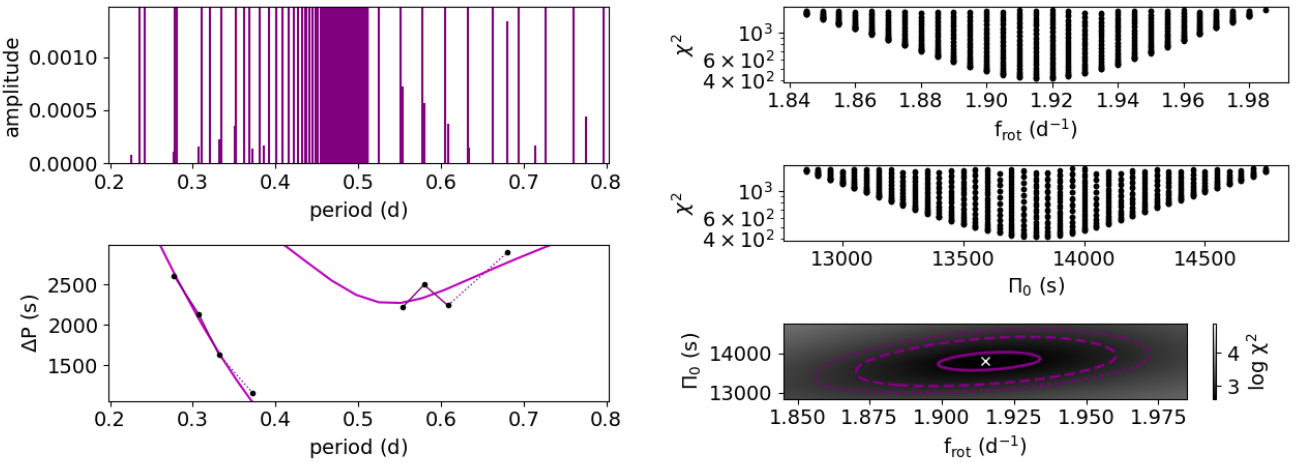 amplitude
0.0010
0.0005
0.0000
0.2 0.3 0.4 0.5 0.6 0.7 0.8
period (d)
ΔP (s)
2500
2000
1500
0.2 0.3 0.4 0.5 0.6 0.7 0.8
period (d)
χ²
10³
6 × 10²
4 × 10²
1.84 1.86 1.88 1.90 1.92 1.94 1.96 1.98
f_rot (d⁻¹)
χ²
10³
6 × 10²
4 × 10²
13000 13500 14000 14500
Π₀ (s)
Π₀ (s)
14000
13000
1.850 1.875 1.900 1.925 1.950 1.975
f_rot (d⁻¹)
4
3
log χ²